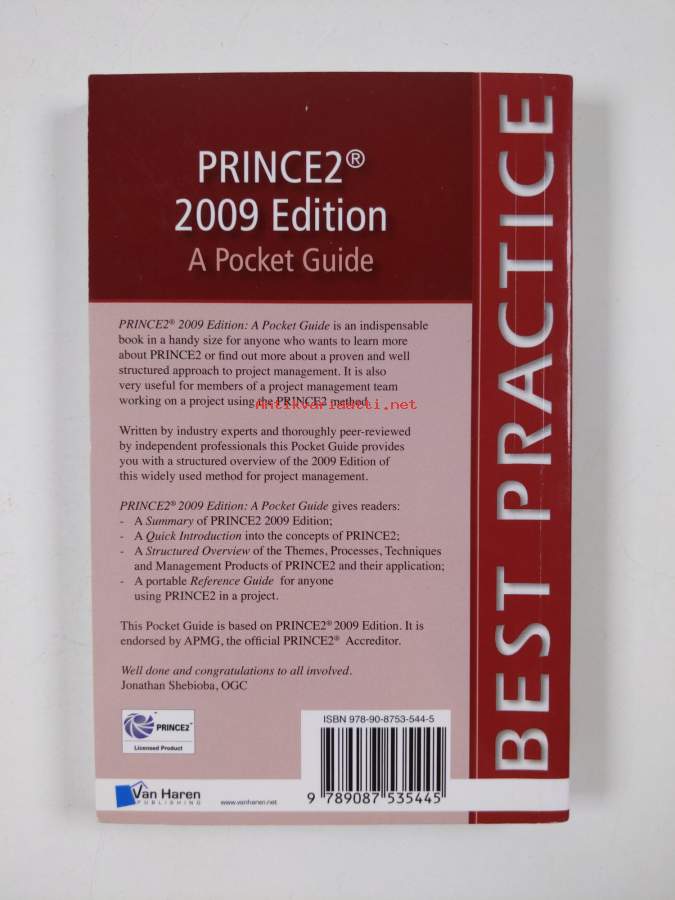 PRINCE2®
2009 Edition
A Pocket Guide
BEST PRACTICE
PRINCE2® 2009 Edition: A Pocket Guide is an indispensable
book in a handy size for anyone who wants to learn more
about PRINCE2 or find out more about a proven and well
structured approach to project management. It is also
very useful for members of a project management team
working on a project using the PRINCE2 method.
Antikvariaatti.net
Written by industry experts and thoroughly peer-reviewed
by independent professionals this Pocket Guide provides
you with a structured overview of the 2009 Edition of
this widely used method for project management.
PRINCE2® 2009 Edition: A Pocket Guide gives readers:
- A Summary of PRINCE2 2009 Edition;
- A Quick Introduction into the concepts of PRINCE2;
- A Structured Overview of the Themes, Processes, Techniques
and Management Products of PRINCE2 and their application;
- A portable Reference Guide for anyone
using PRINCE2 in a project.
This Pocket Guide is based on PRINCE2® 2009 Edition. It is
endorsed by APMG, the official PRINCE2® Accreditor.
Well done and congratulations to all involved.
Jonathan Shebioba, OGC
PRINCE2™
Licensed Product
ISBN 978-90-8753-544-5
9 789087 535445
Van Haren
PUBLISHING
www.vanharen.net